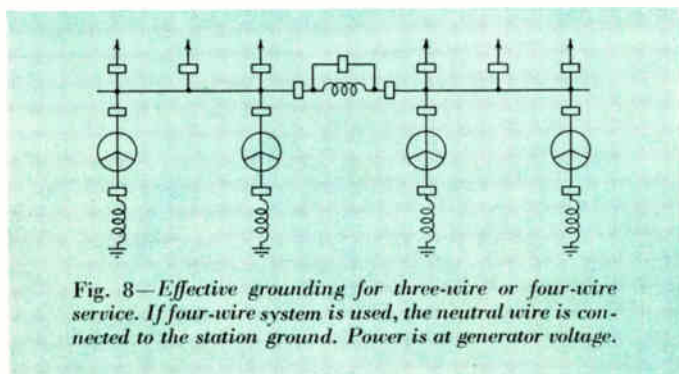 Fig. 8—Effective grounding for three-wire or four-wire
service. If four-wire system is used, the neutral wire is con-
nected to the station ground. Power is at generator voltage.